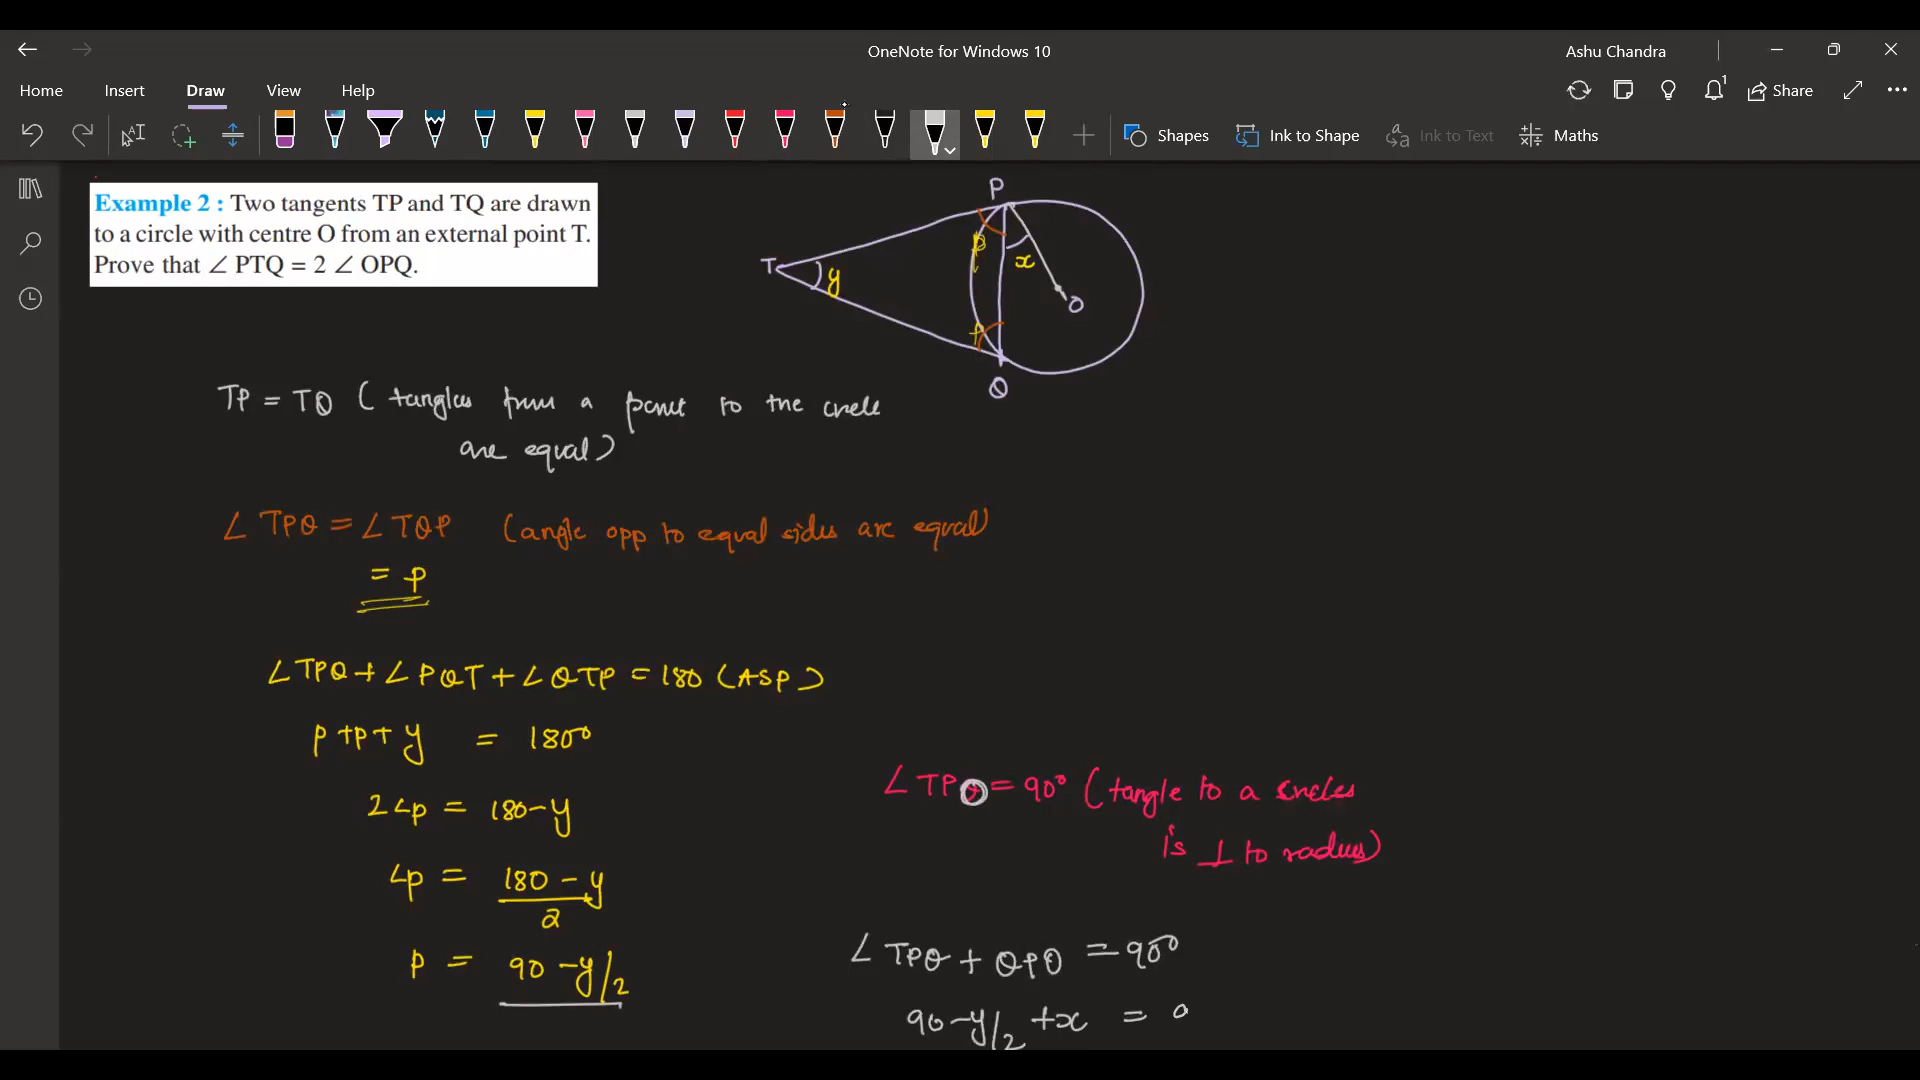 OneNote for Windows 10
Ashu Chandra
Home Insert Draw View Help
1
Share
Shapes Ink to Shape Ink to Text Maths
Example 2 : Two tangents TP and TQ are drawn
to a circle with centre O from an external point T.
Prove that ∠ PTQ = 2 ∠ OPQ.
P
T y p x
O
p
Q
TP = TQ ( tangles from a point to the circle
are equal)
∠ TPQ = ∠ TQP (angle opp to equal sides are equal)
= p
∠TPQ + ∠PQT + ∠QTP = 180 (ASP)
p + p + y = 180°
2∠p = 180-y
∠TPO = 90° (tangle to a circles
is ⊥ to radius)
∠p = 180 - y
2
∠ TPQ + QPO = 90°
p = 90 - y/2
90 - y/2 + x =